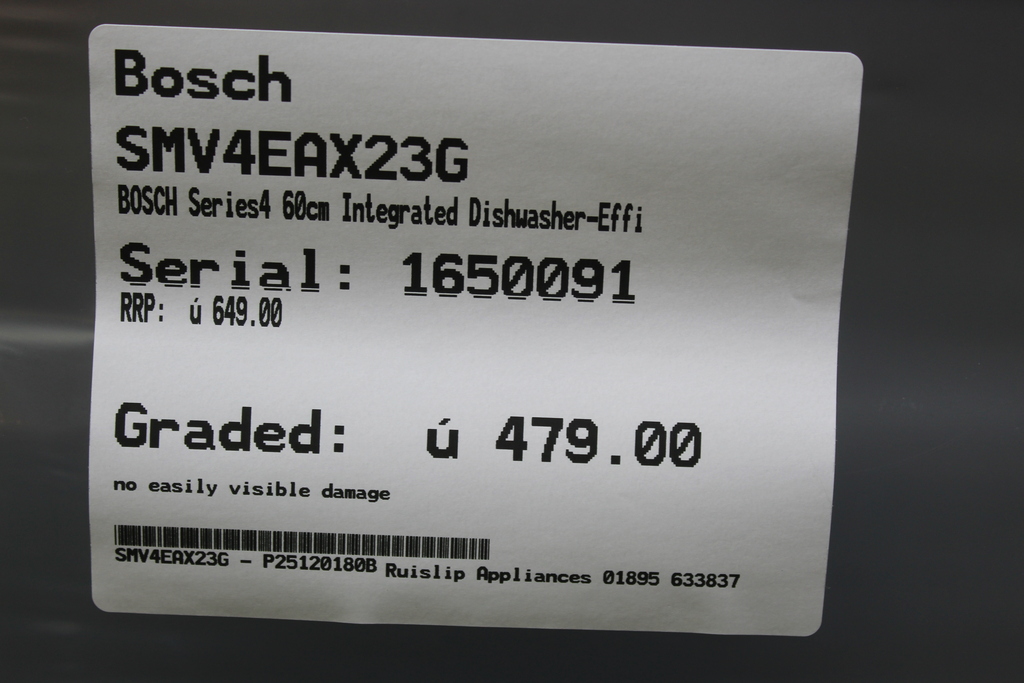 Bosch
SMV4EAX23G
BOSCH Series4 60cm Integrated Dishwasher-Effi
Serial: 1650091
RRP: ú 649.00
Graded: ú 479.00
no easily visible damage
SMV4EAX23G - P25120180B Ruislip Appliances 01895 633837